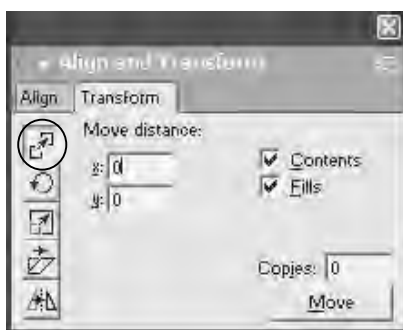 Align and Transform
Align Transform
Move distance:
x: 0
y: 0
Contents
Fills
Copies: 0
Move